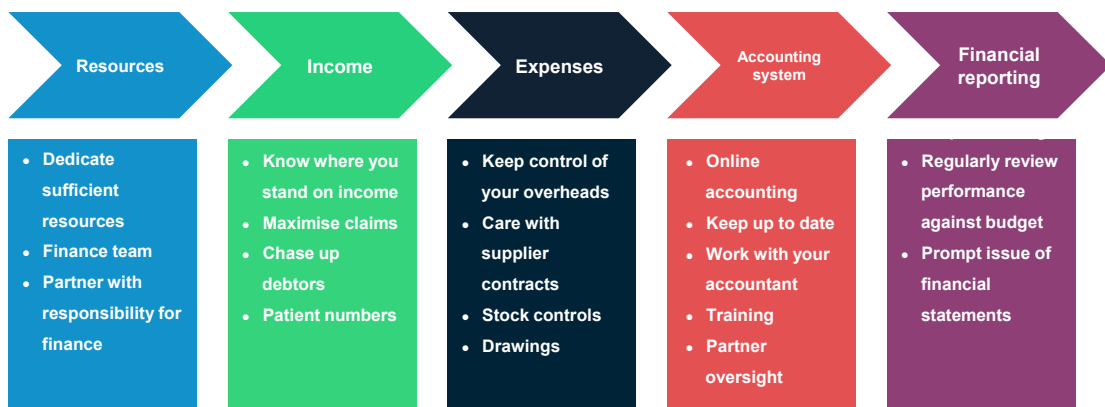 Resources
Income
Expenses
Accounting
system
Financial
reporting
• Dedicate
sufficient
resources
• Finance team
• Partner with
responsibility for
finance
• Know where you
stand on income
• Maximise claims
• Chase up
debtors
• Patient numbers
• Keep control of
your overheads
• Care with
supplier
contracts
• Stock controls
• Drawings
• Online
accounting
• Keep up to date
• Work with your
accountant
• Training
• Partner
oversight
• Regularly review
performance
against budget
• Prompt issue of
financial
statements